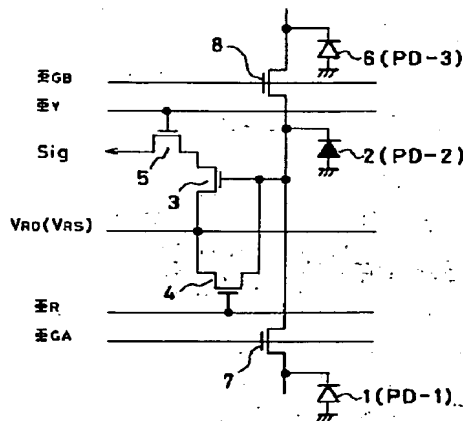 8
6(PD-3)
ΦGB
ΦY
Sig
5
3
2(PD-2)
VRD(VRS)
4
ΦR
ΦGA
7
1(PD-1)